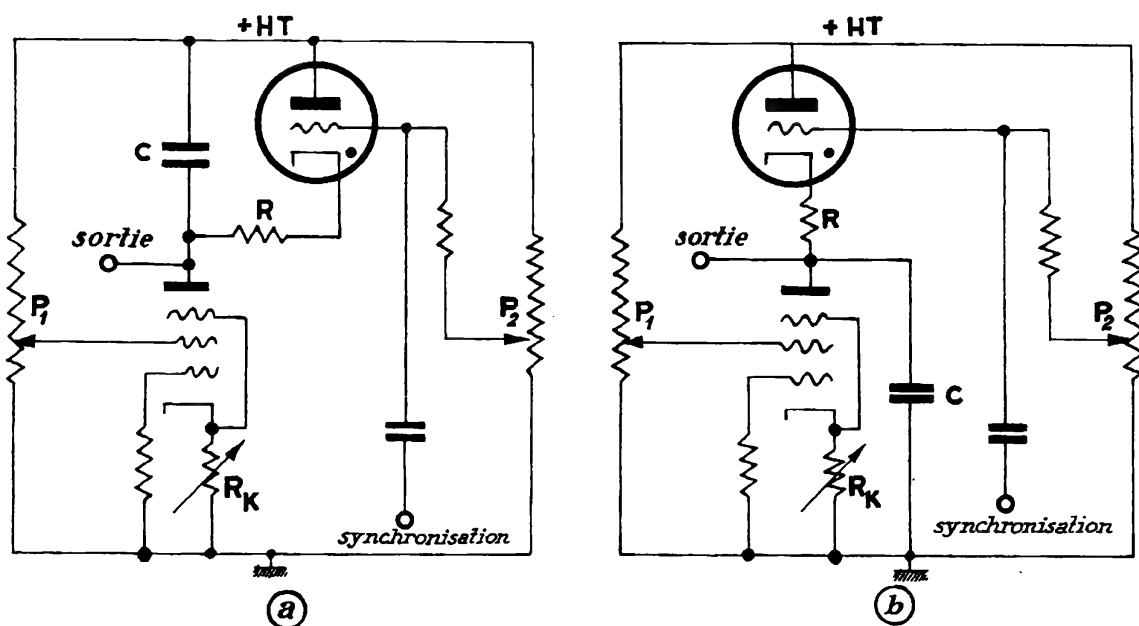 +HT
C
R
sortie
P1
P2
RK
synchronisation
a
+ HT
R
sortie
P1
P2
C
RK
synchronisation
b